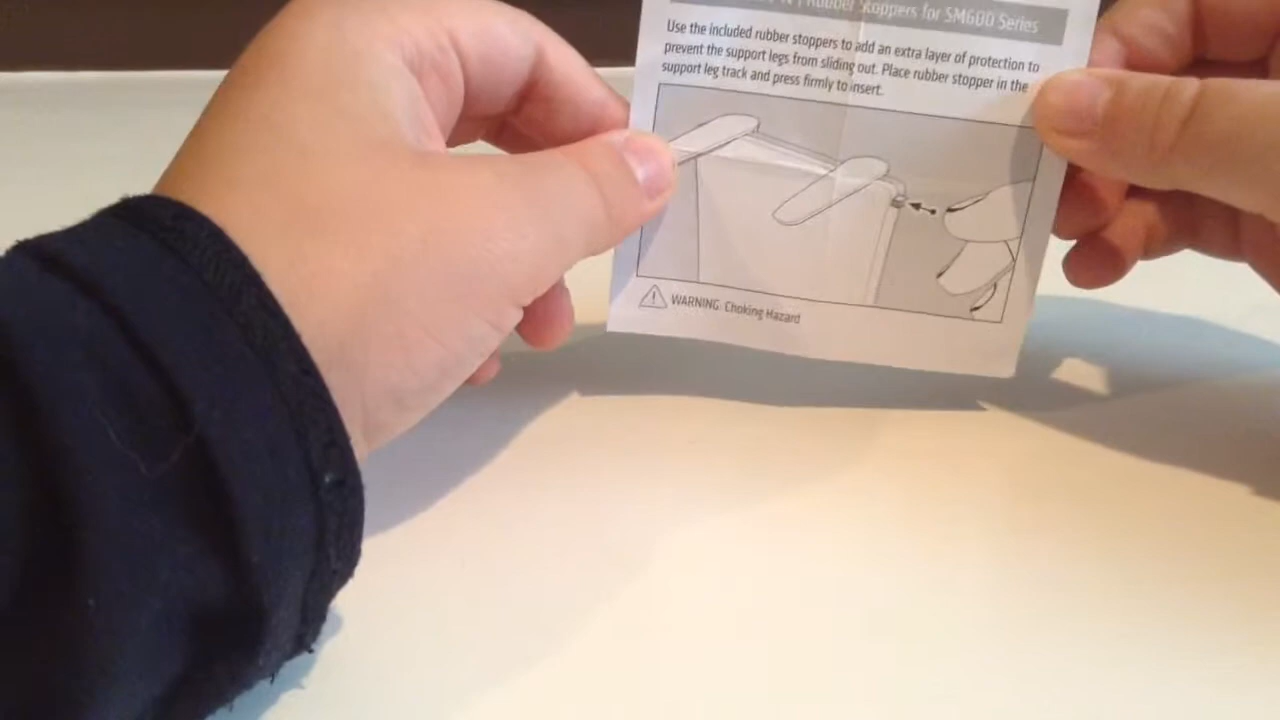 Rubber Stoppers for SM600 Series
Use the included rubber stoppers to add an extra layer of protection to
prevent the support legs from sliding out. Place rubber stopper in the
support leg track and press firmly to insert.
WARNING: Choking Hazard